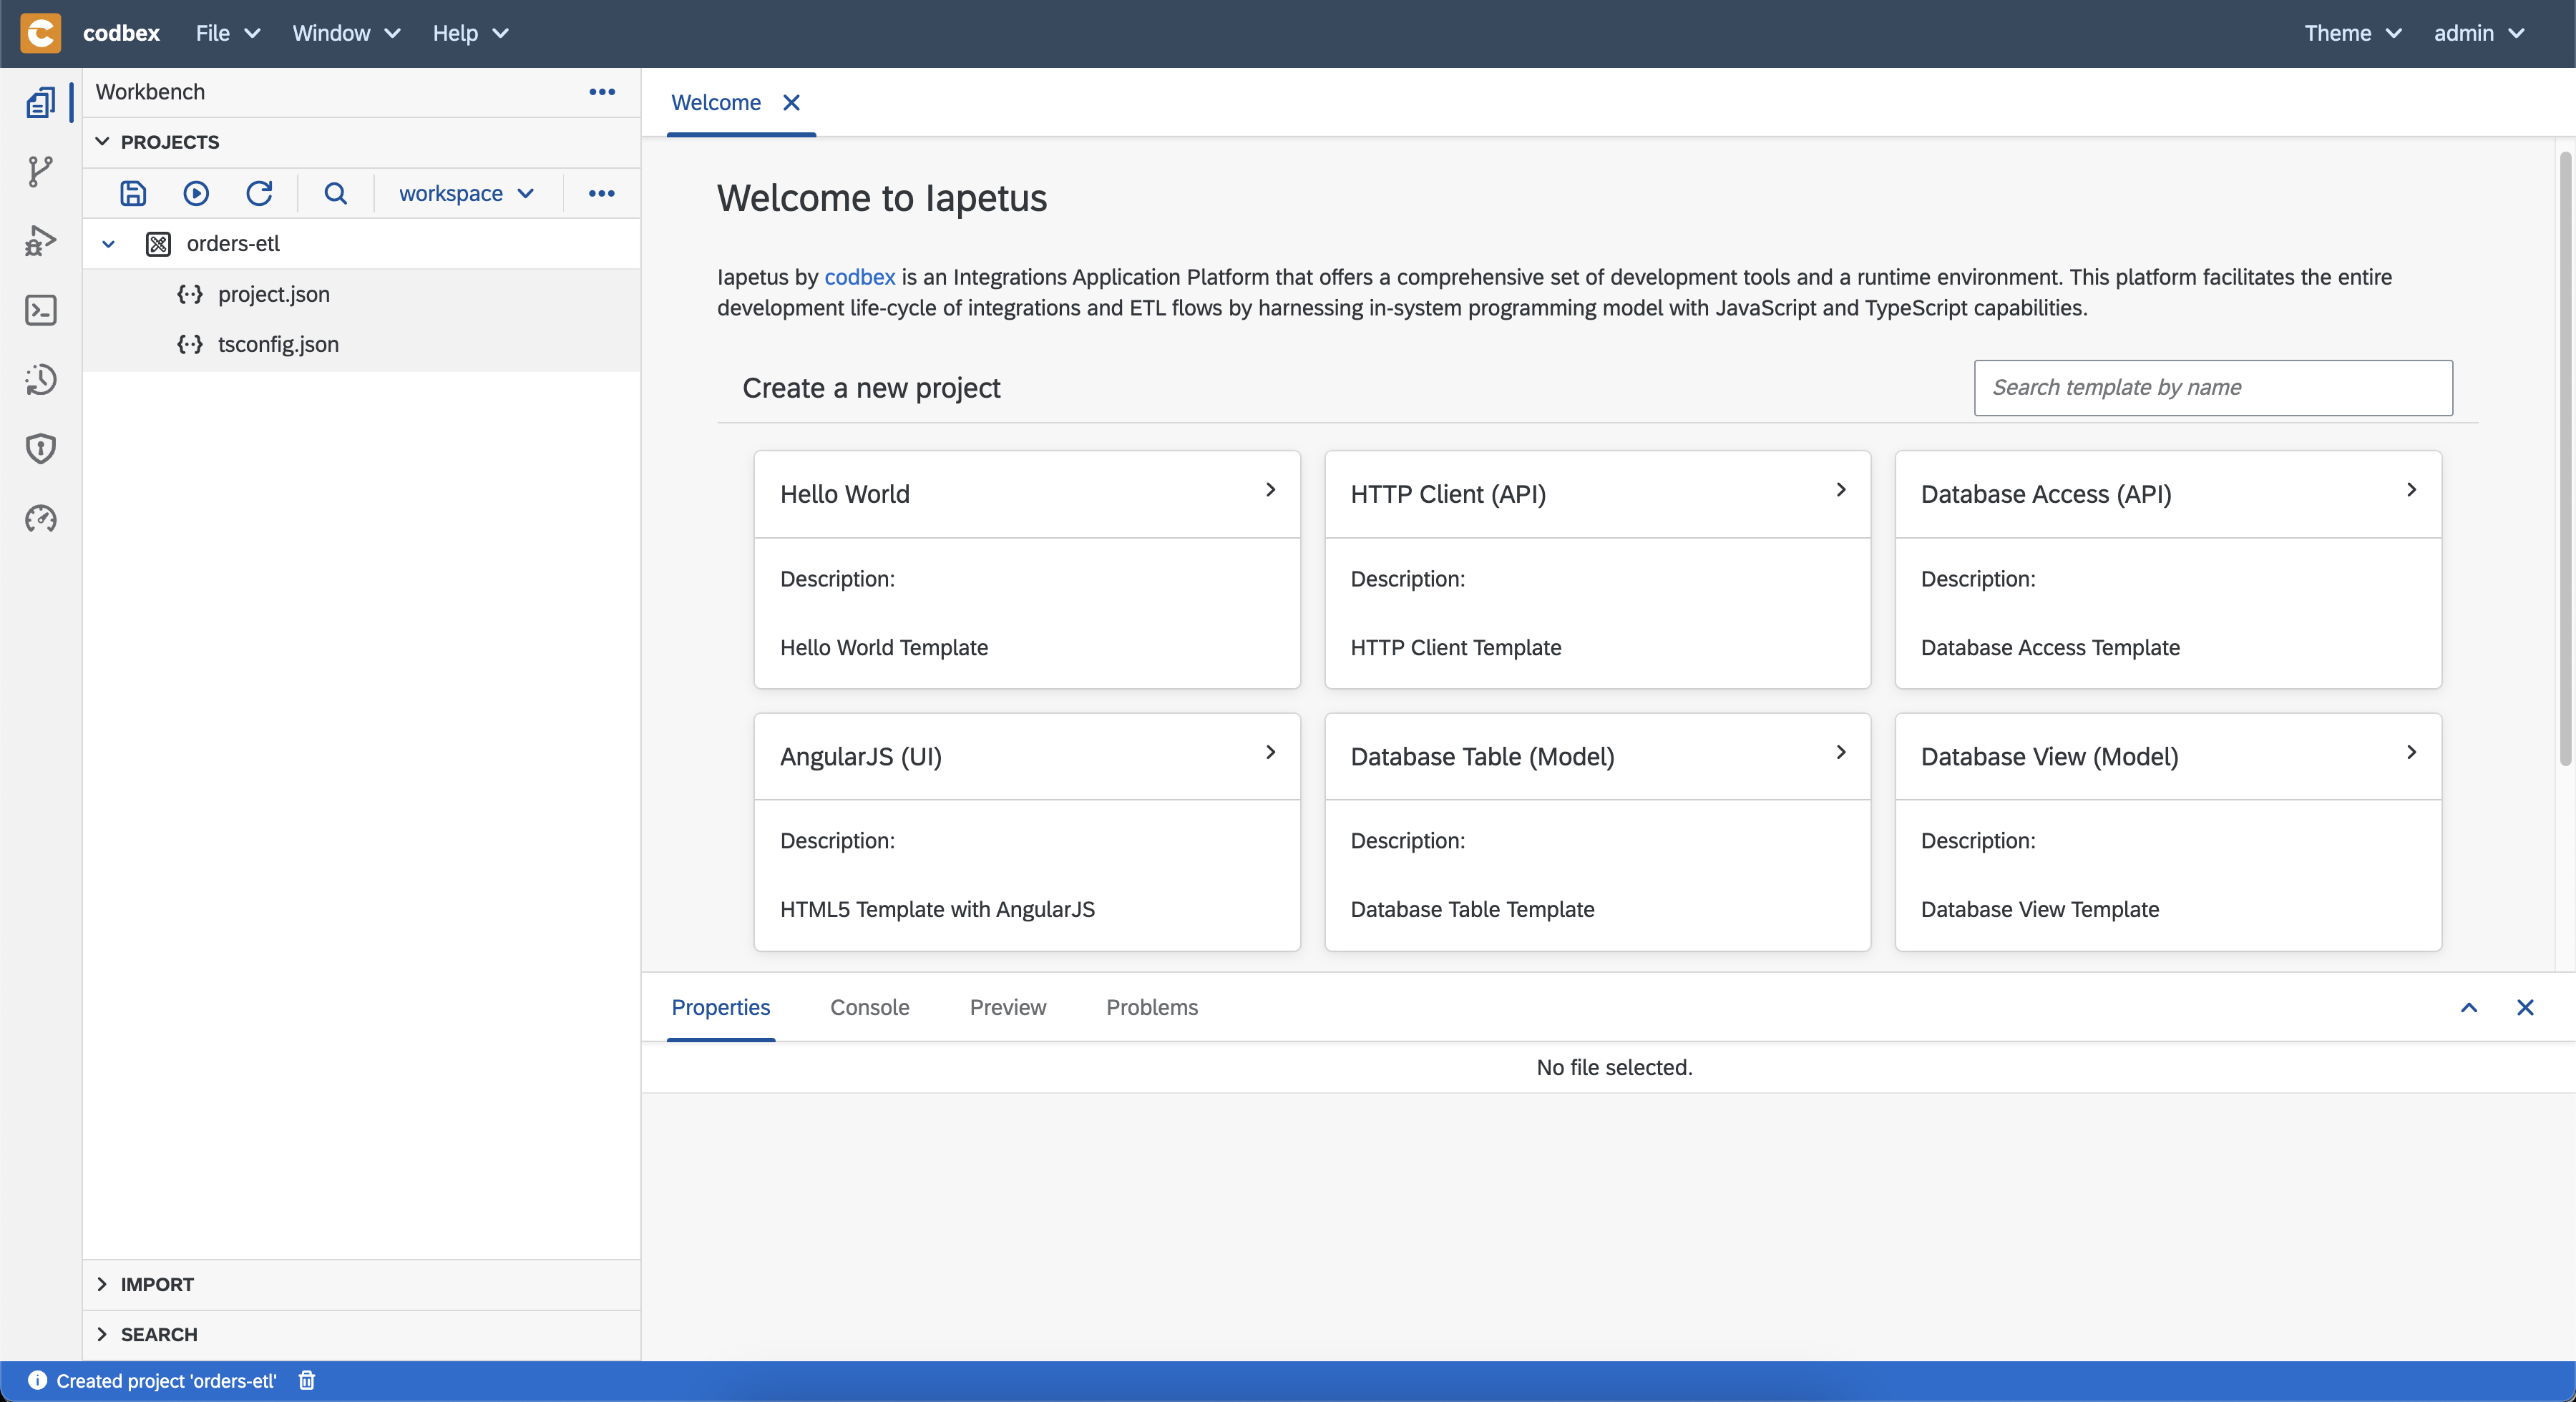 codbex File Window Help Theme admin
Workbench
Welcome
PROJECTS
workspace
orders-etl
project.json
tsconfig.json
Welcome to Iapetus
Iapetus by codbex is an Integrations Application Platform that offers a comprehensive set of development tools and a runtime environment. This platform facilitates the entire
development life-cycle of integrations and ETL flows by harnessing in-system programming model with JavaScript and TypeScript capabilities.
Create a new project
Search template by name
Hello World
Description:
Hello World Template
HTTP Client (API)
Description:
HTTP Client Template
Database Access (API)
Description:
Database Access Template
AngularJS (UI)
Description:
HTML5 Template with AngularJS
Database Table (Model)
Description:
Database Table Template
Database View (Model)
Description:
Database View Template
Properties Console Preview Problems
No file selected.
IMPORT
SEARCH
Created project 'orders-etl'